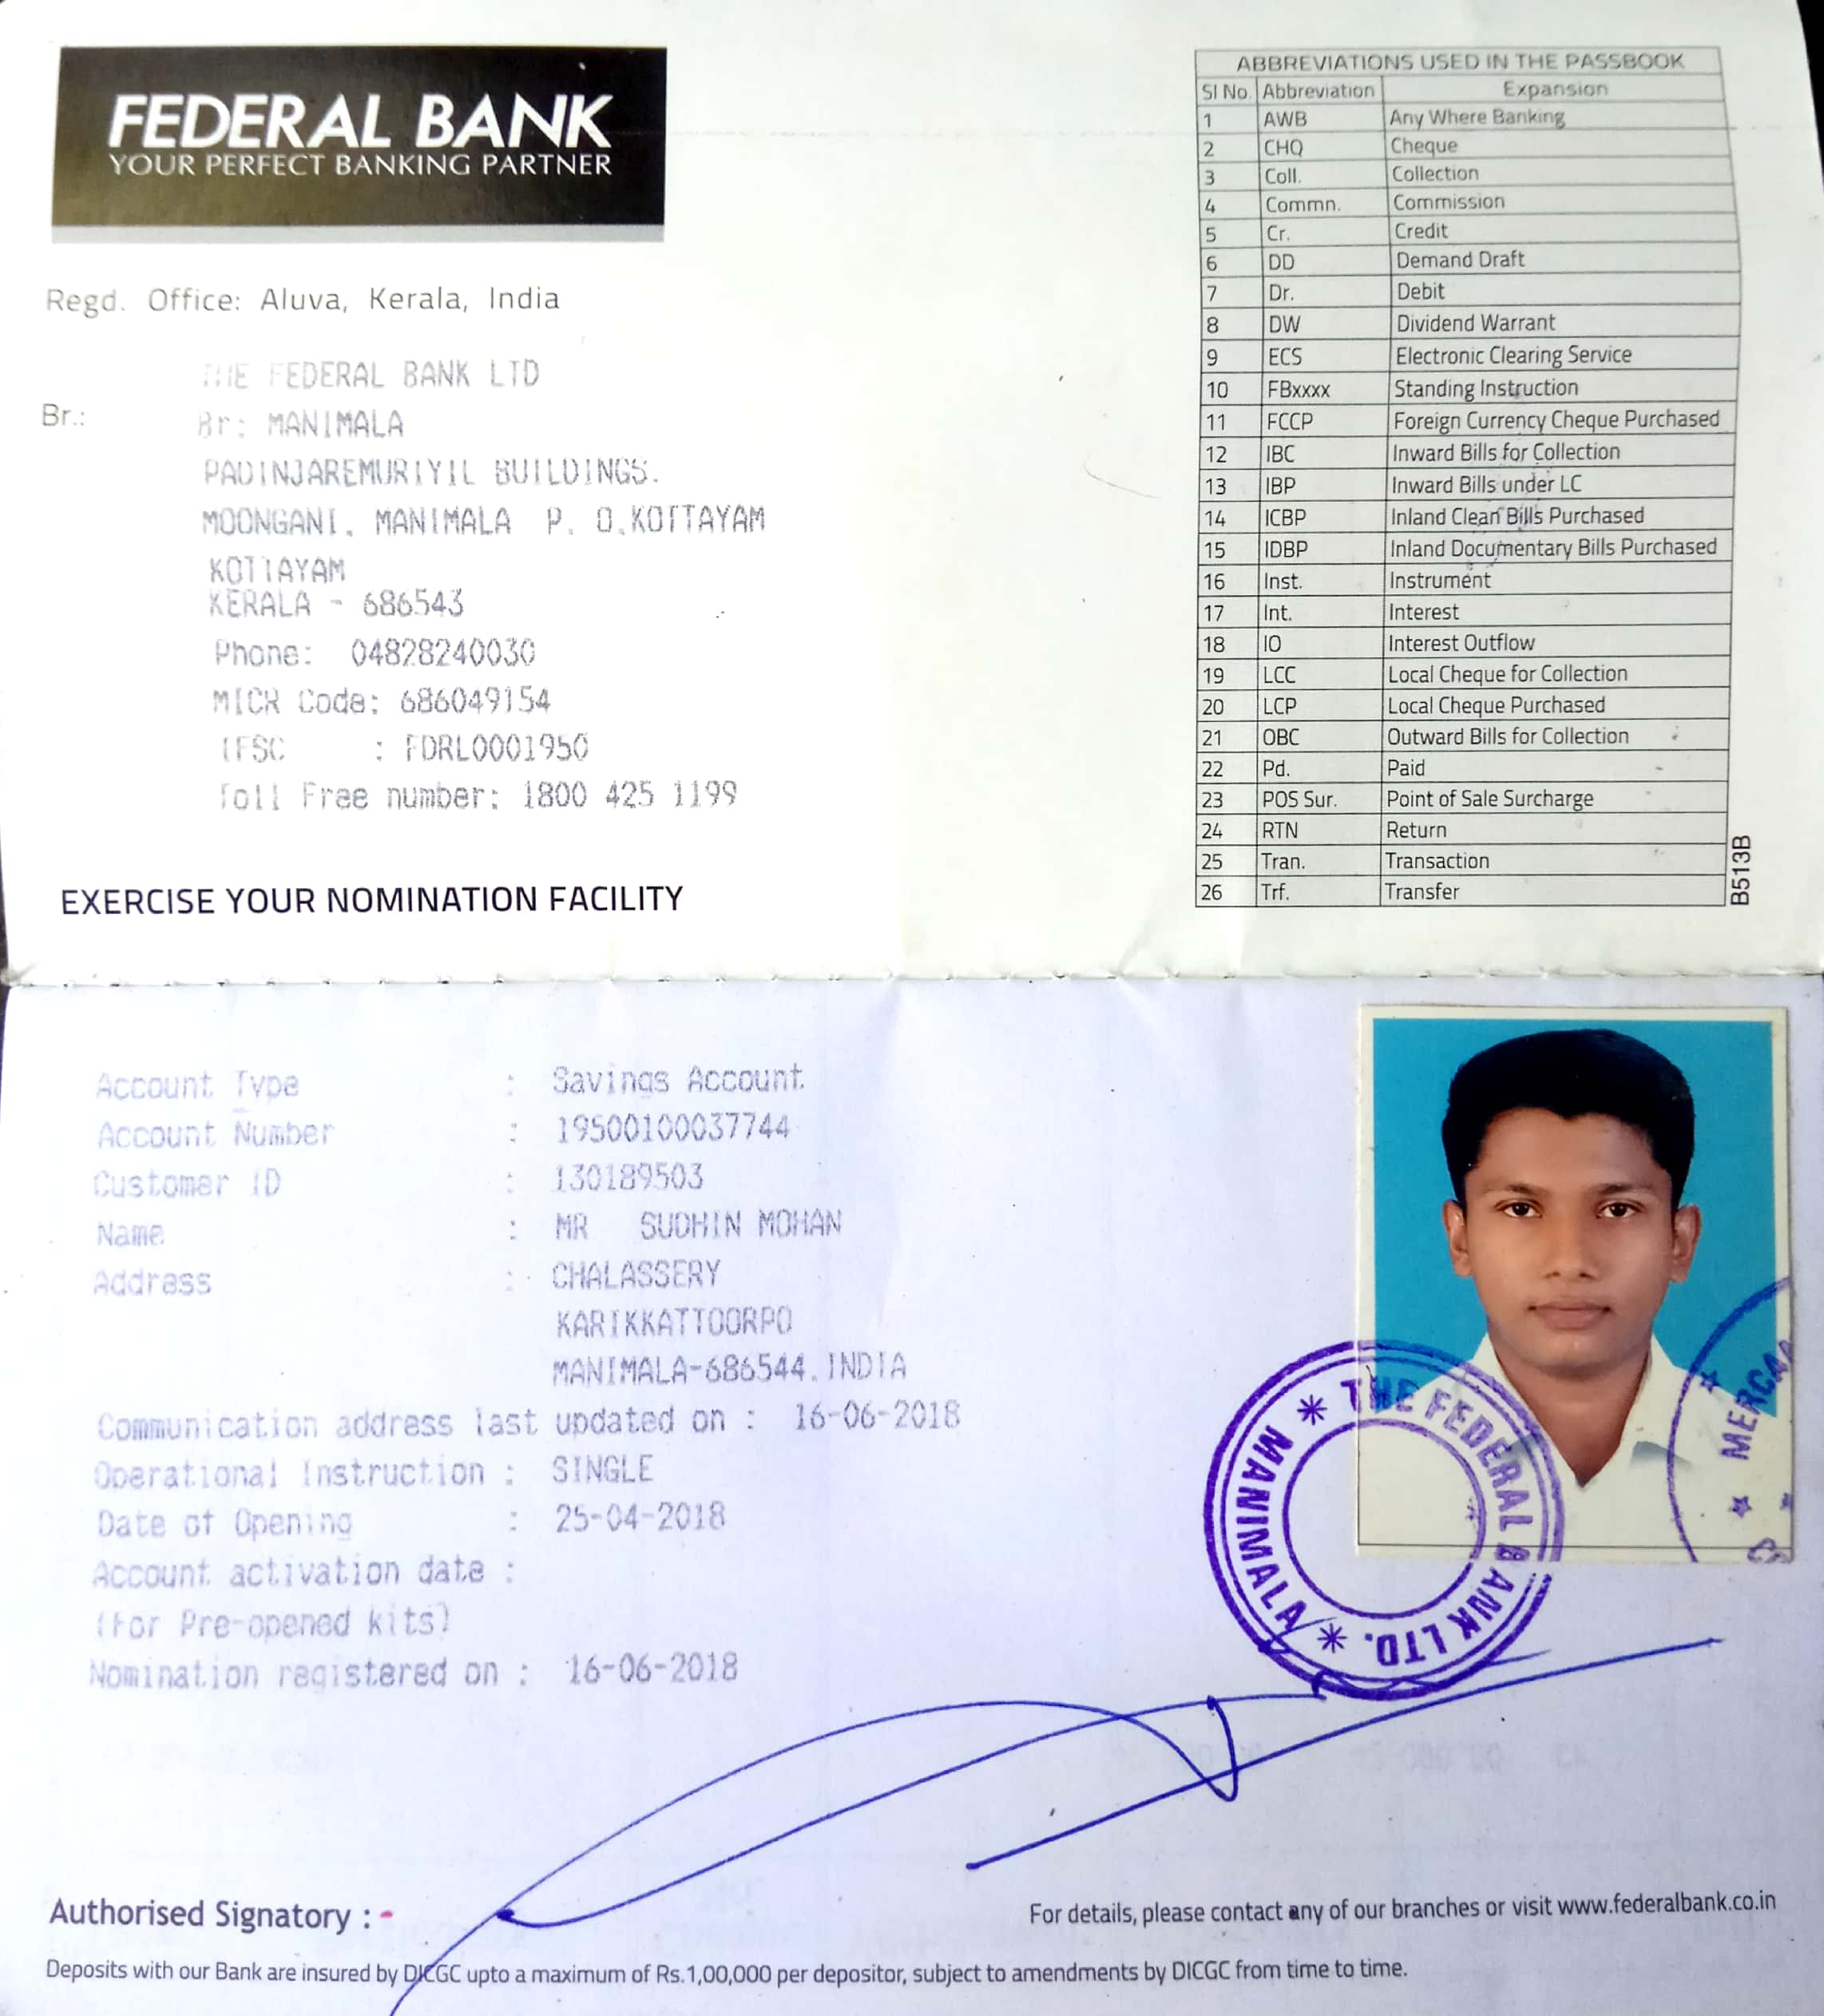 FEDERAL BANK
YOUR PERFECT BANKING PARTNER
Regd. Office: Aluva, Kerala, India
THE FEDERAL BANK LTD
Br.: Br: MANIMALA
PADINJAREMURIYIL BUILDINGS.
MOONGANI, MANIMALA P. O.KOTTAYAM
KOTTAYAM
KERALA - 686543
Phone: 04828240030
MICR Code: 686049154
IFSC : FDRL0001950
Toll Free number: 1800 425 1199
EXERCISE YOUR NOMINATION FACILITY
ABBREVIATIONS USED IN THE PASSBOOK
Sl No. Abbreviation Expansion
1 AWB Any Where Banking
2 CHQ Cheque
3 Coll. Collection
4 Commn. Commission
5 Cr. Credit
6 DD Demand Draft
7 Dr. Debit
8 DW Dividend Warrant
9 ECS Electronic Clearing Service
10 FBxxxx Standing Instruction
11 FCCP Foreign Currency Cheque Purchased
12 IBC Inward Bills for Collection
13 IBP Inward Bills under LC
14 ICBP Inland Clean Bills Purchased
15 IDBP Inland Documentary Bills Purchased
16 Inst. Instrument
17 Int. Interest
18 IO Interest Outflow
19 LCC Local Cheque for Collection
20 LCP Local Cheque Purchased
21 OBC Outward Bills for Collection
22 Pd. Paid
23 POS Sur. Point of Sale Surcharge
24 RTN Return
25 Tran. Transaction
26 Trf. Transfer
B513B
Account Type : Savings Account
Account Number : 19500100037744
Customer ID : 130189503
Name : MR SUDHIN MOHAN
Address : CHALASSERY
KARIKKATTOORPO
MANIMALA-686544.INDIA
Communication address last updated on : 16-06-2018
Operational Instruction : SINGLE
Date of Opening : 25-04-2018
Account activation date :
(for Pre-opened kits)
Nomination registered on : 16-06-2018
* THE FEDERAL BANK LTD. * MANIMALA
Authorised Signatory : -
For details, please contact any of our branches or visit www.federalbank.co.in
Deposits with our Bank are insured by DICGC upto a maximum of Rs.1,00,000 per depositor, subject to amendments by DICGC from time to time.